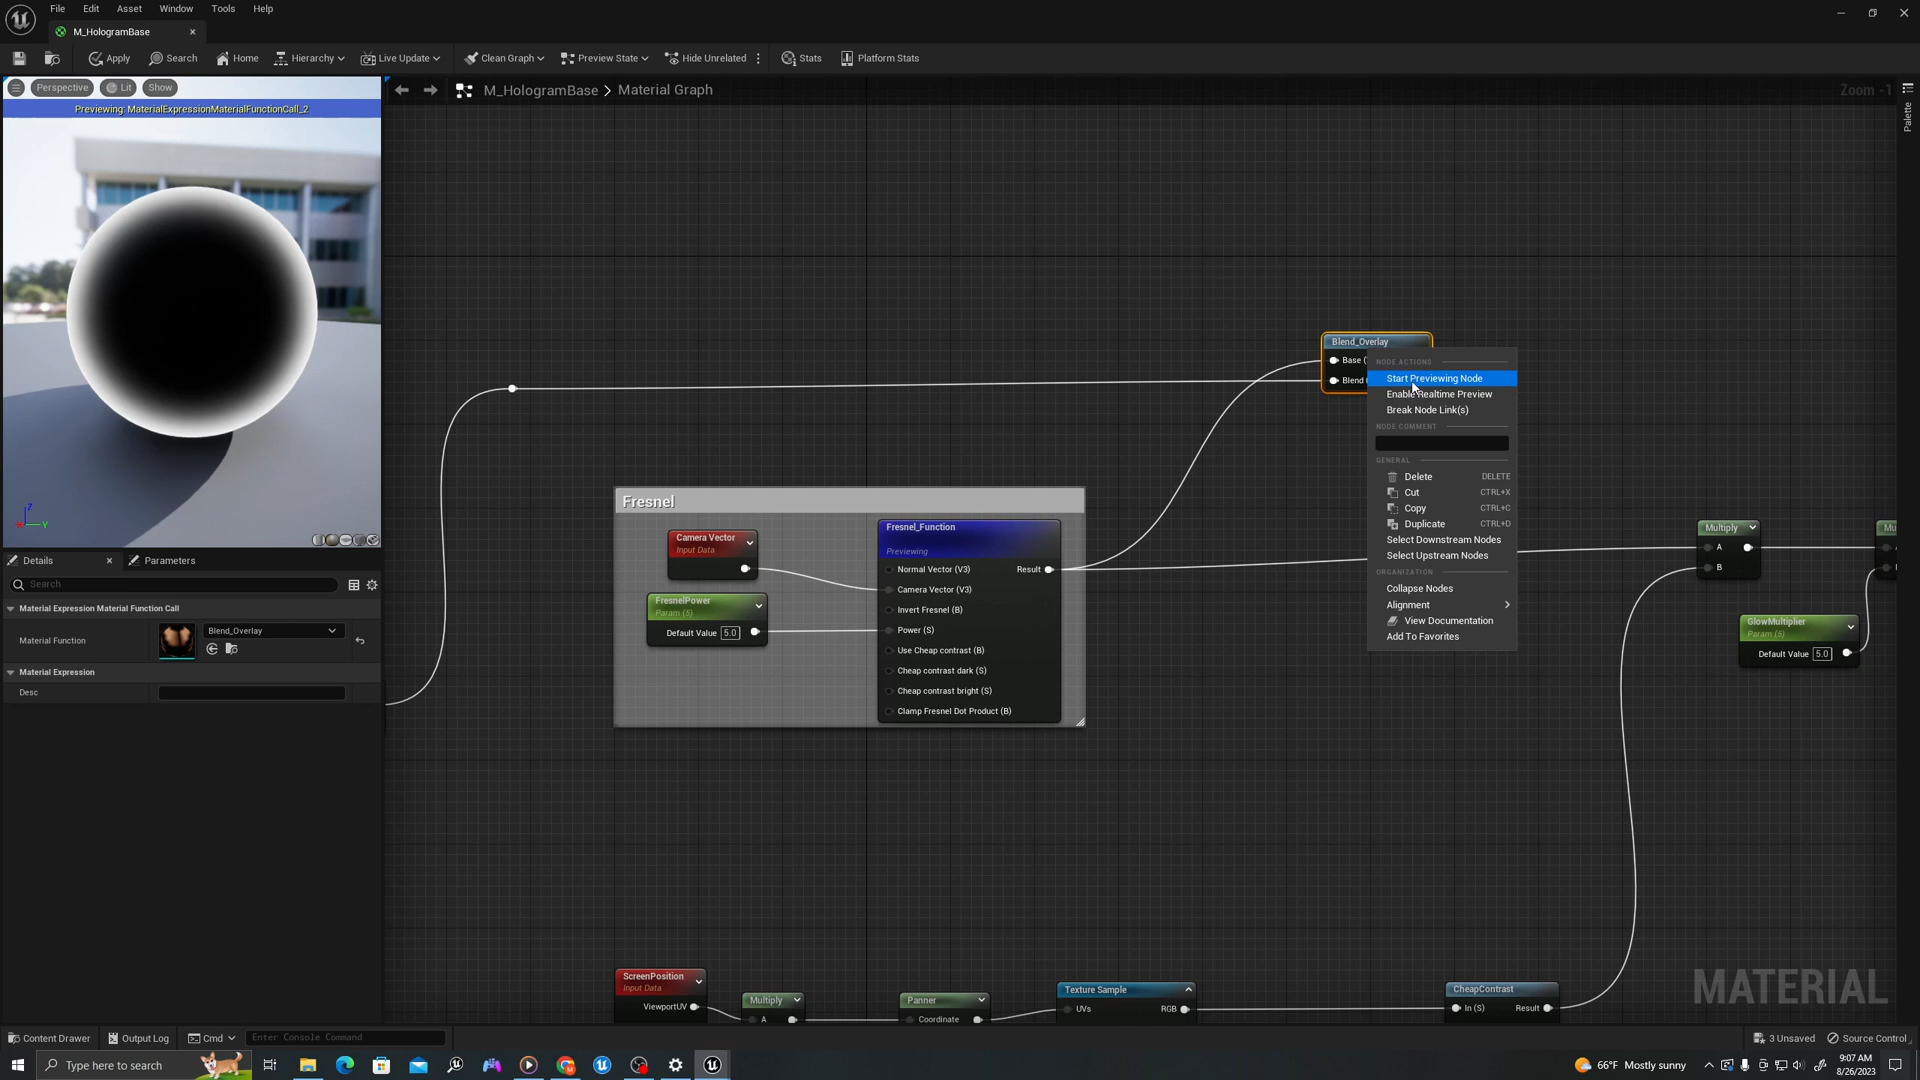 File Edit Asset Window Tools Help
M_HologramBase
Apply Search Home Hierarchy Live Update Clean Graph Preview State Hide Unrelated Stats Platform Stats
Perspective Lit Show
Previewing: MaterialExpressionMaterialFunctionCall_2
M_HologramBase > Material Graph
Zoom -1
Palette
Blend_Overlay
Base (
Blend (
NODE ACTIONS
Start Previewing Node
Enable Realtime Preview
Break Node Link(s)
NODE COMMENT
GENERAL
Delete DELETE
Cut CTRL+X
Copy CTRL+C
Duplicate CTRL+D
Select Downstream Nodes
Select Upstream Nodes
ORGANIZATION
Collapse Nodes
Alignment
View Documentation
Add To Favorites
Fresnel
Camera Vector
Input Data
FresnelPower
Param (5)
Default Value 5.0
Fresnel_Function
Previewing
Normal Vector (V3) Result
Camera Vector (V3)
Invert Fresnel (B)
Power (S)
Use Cheap contrast (B)
Cheap contrast dark (S)
Cheap contrast bright (S)
Clamp Fresnel Dot Product (B)
Multiply
A
B
Mu
GlowMultiplier
Param (5)
Default Value 5.0
Z
Y
Details Parameters
Search
Material Expression Material Function Call
Material Function Blend_Overlay
Material Expression
Desc
ScreenPosition
Input Data
ViewportUV
Multiply
A
Panner
Coordinate
Texture Sample
UVs RGB
CheapContrast
In (S) Result
MATERIAL
Content Drawer Output Log Cmd Enter Console Command
3 Unsaved Source Control
Type here to search
66°F Mostly sunny
9:07 AM
8/26/2023